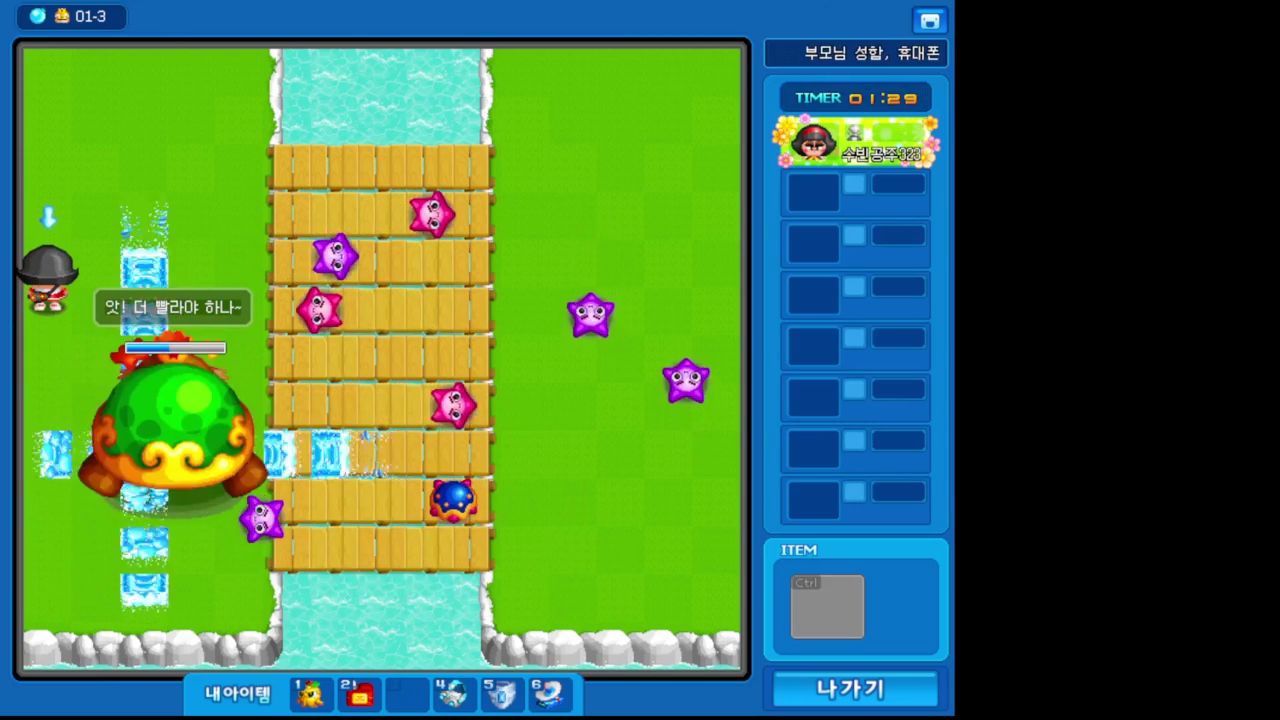 01-3
부모님 성함, 휴대폰
TIMER 01:29
수빈공주323
앗! 더 빨라야 하나~
ITEM
Ctrl
내아이템
1
2
4
5
6
나가기